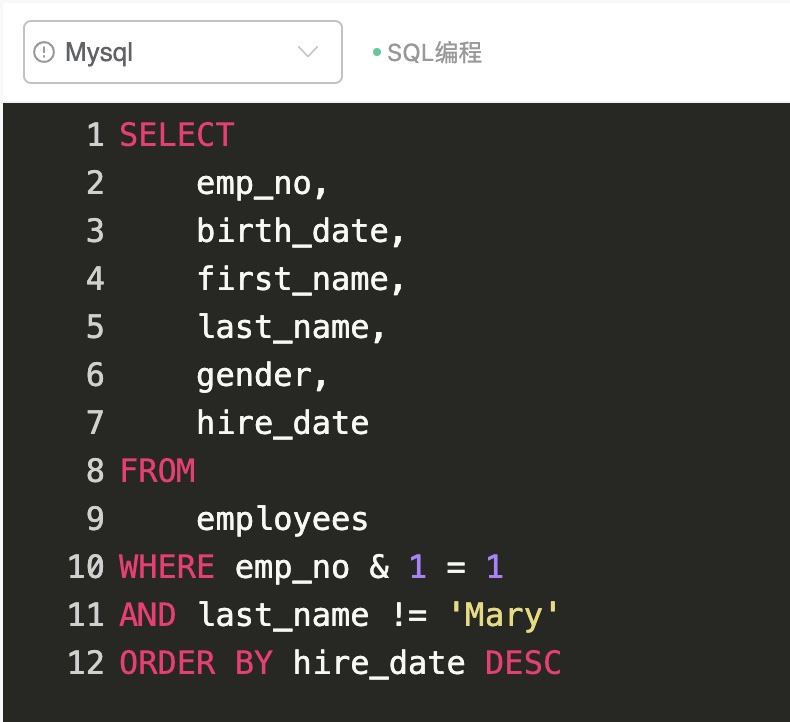 Mysql SQL编程
1 SELECT
2     emp_no,
3     birth_date,
4     first_name,
5     last_name,
6     gender,
7     hire_date
8 FROM
9     employees
10 WHERE emp_no & 1 = 1
11 AND last_name != 'Mary'
12 ORDER BY hire_date DESC